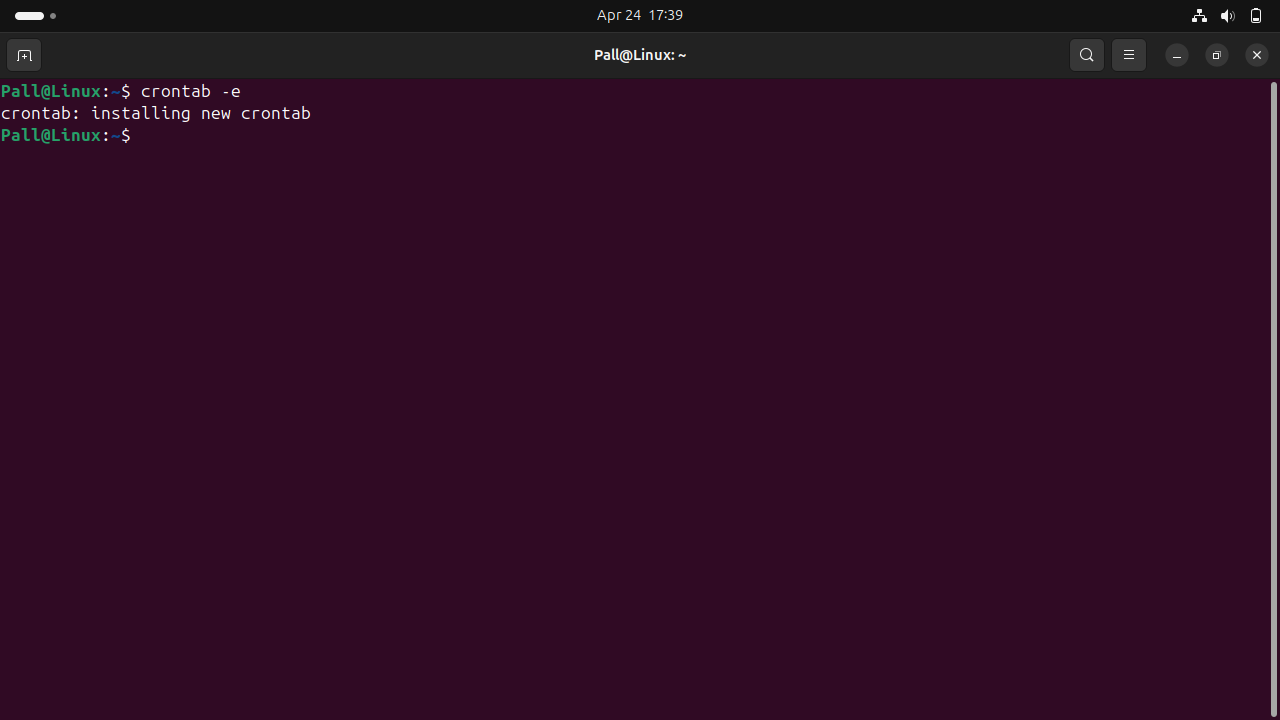 Apr 24 17:39
Pall@Linux: ~
Pall@Linux:~$ crontab -e
crontab: installing new crontab
Pall@Linux:~$